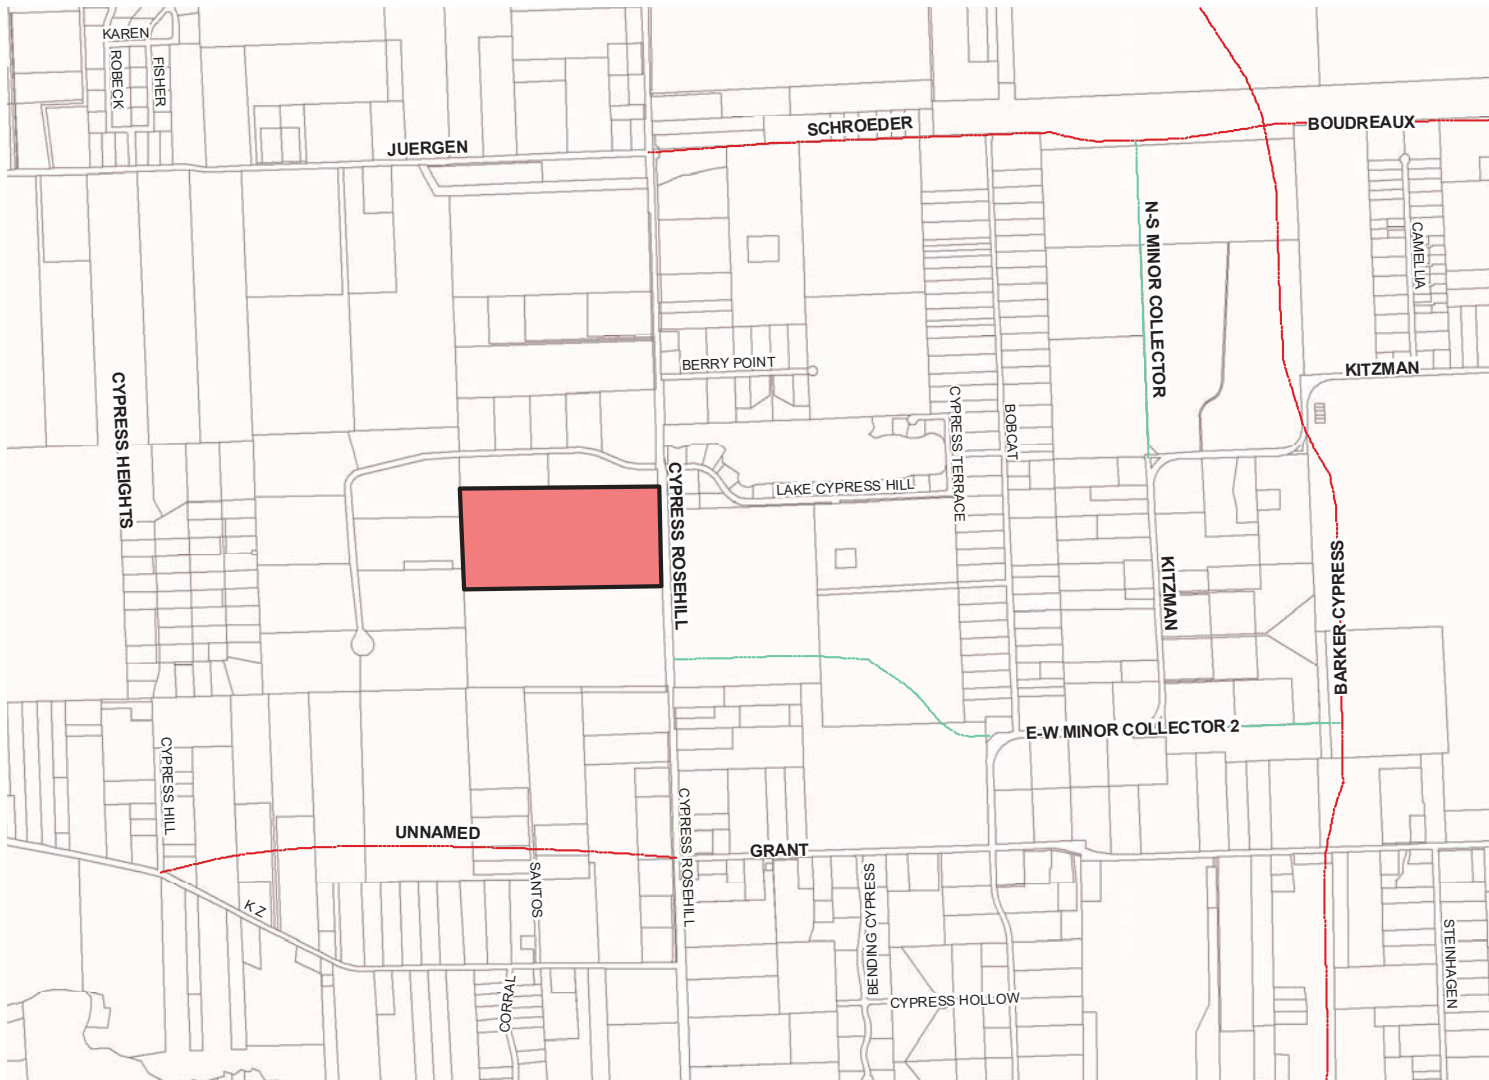 KAREN
ROBECK
FISHER
JUERGEN
SCHROEDER
BOUDREAUX
N-S MINOR COLLECTOR
CAMELLIA
BERRY POINT
KITZMAN
CYPRESS HEIGHTS
CYPRESS TERRACE
BOBCAT
CYPRESS ROSEHILL
LAKE CYPRESS HILL
KITZMAN
BARKER CYPRESS
E-W MINOR COLLECTOR 2
CYPRESS HILL
UNNAMED
CYPRESS ROSEHILL
GRANT
SANTOS
BENDING CYPRESS
KZ
STEINHAGEN
CORRAL
CYPRESS HOLLOW